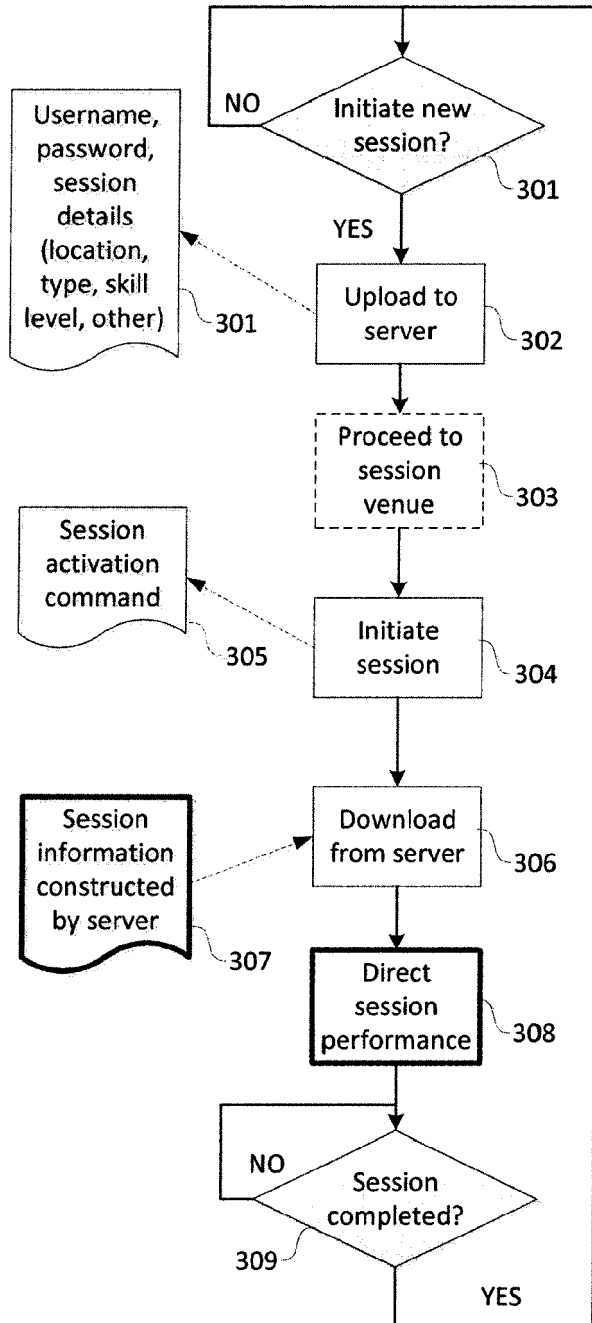 NO
Initiate new
session?
301
Username,
password,
session
details
(location,
type, skill
level, other)
301
YES
Upload to
server
302
Proceed to
session
venue
303
Session
activation
command
305
Initiate
session
304
Session
information
constructed
by server
307
Download
from server
306
Direct
session
performance
308
NO
Session
completed?
309
YES